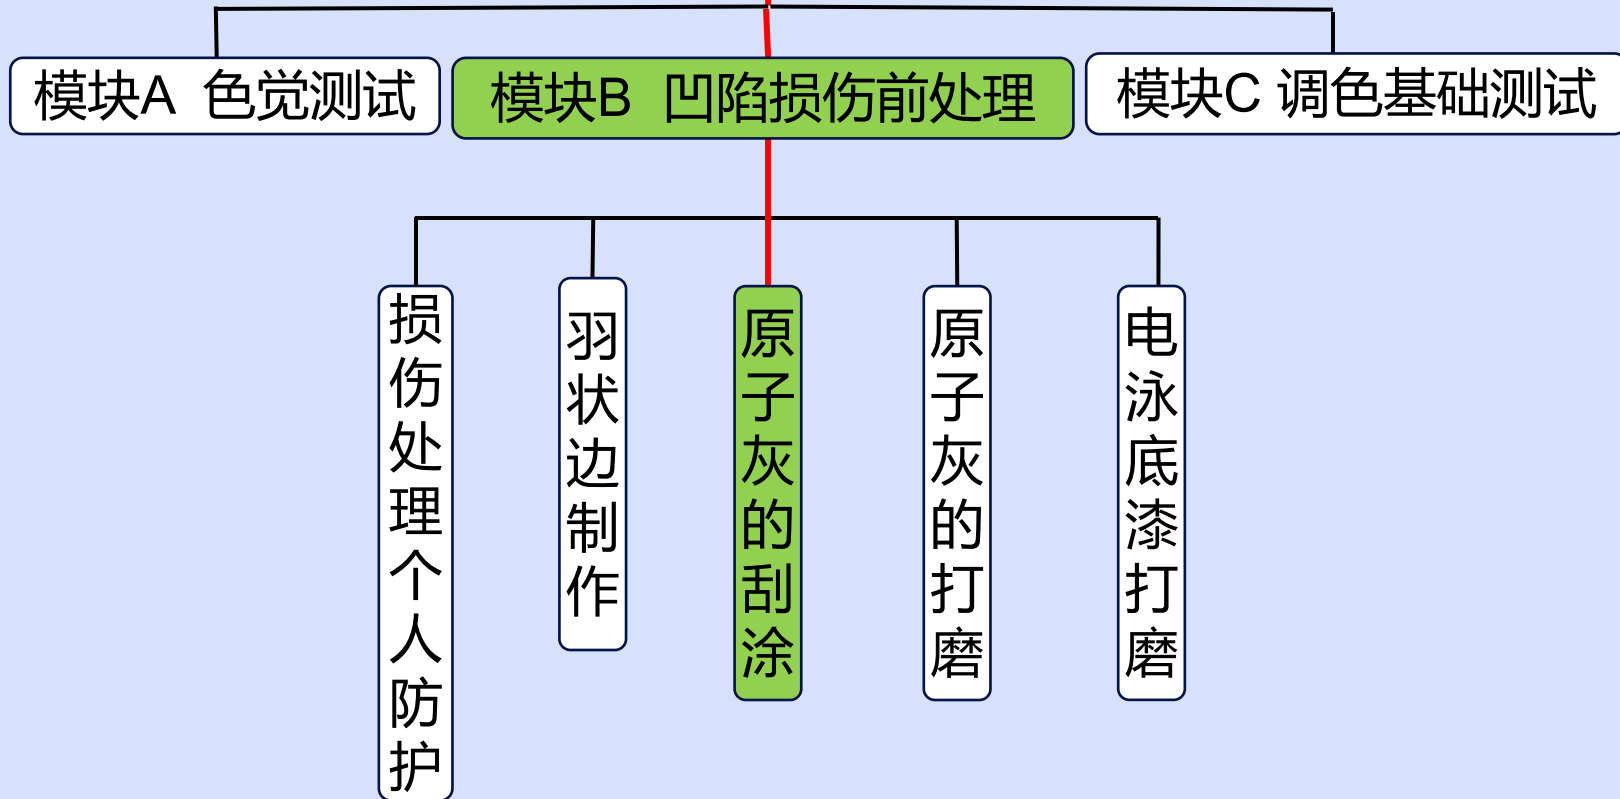 模块A 色觉测试
模块B 凹陷损伤前处理
模块C 调色基础测试
损伤处理个人防护
羽状边制作
原子灰的刮涂
原子灰的打磨
电泳底漆打磨